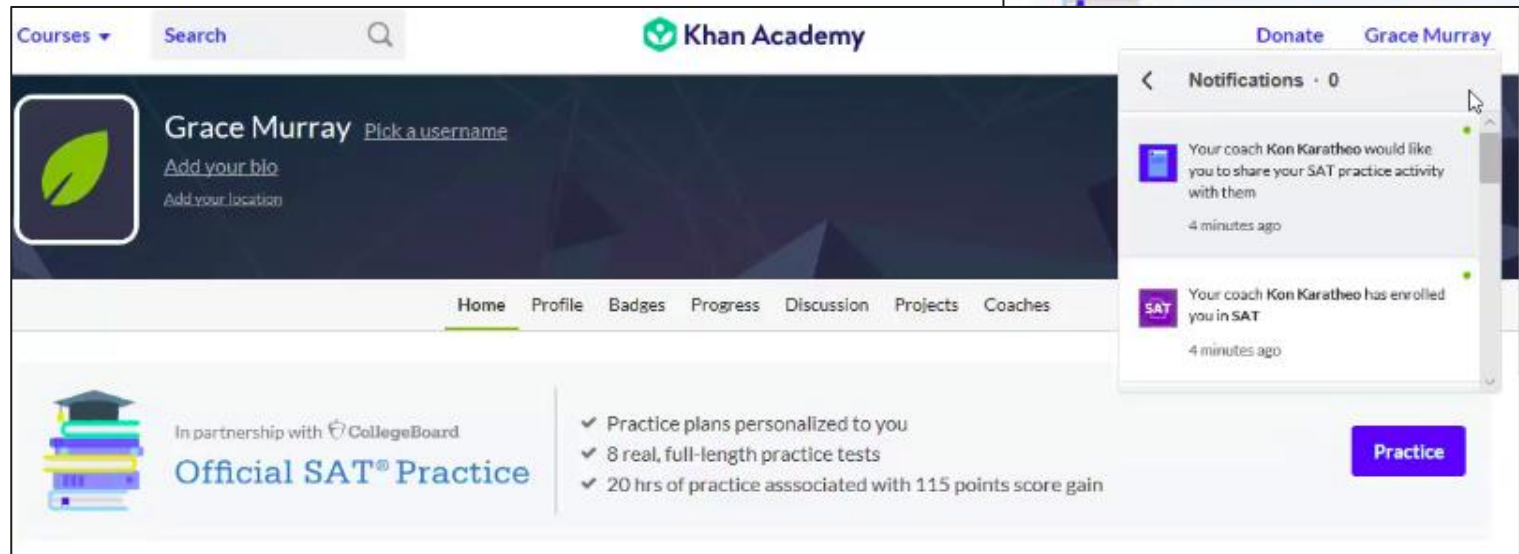 Courses
Search
Khan Academy
Donate
Grace Murray
Notifications · 0
Your coach Kon Karatheo would like
you to share your SAT practice activity
with them
4 minutes ago
SAT
Your coach Kon Karatheo has enrolled
you in SAT
4 minutes ago
Grace Murray Pick a username
Add your bio
Add your location
Home Profile Badges Progress Discussion Projects Coaches
In partnership with CollegeBoard
Official SAT® Practice
✔ Practice plans personalized to you
✔ 8 real, full-length practice tests
✔ 20 hrs of practice asssociated with 115 points score gain
Practice